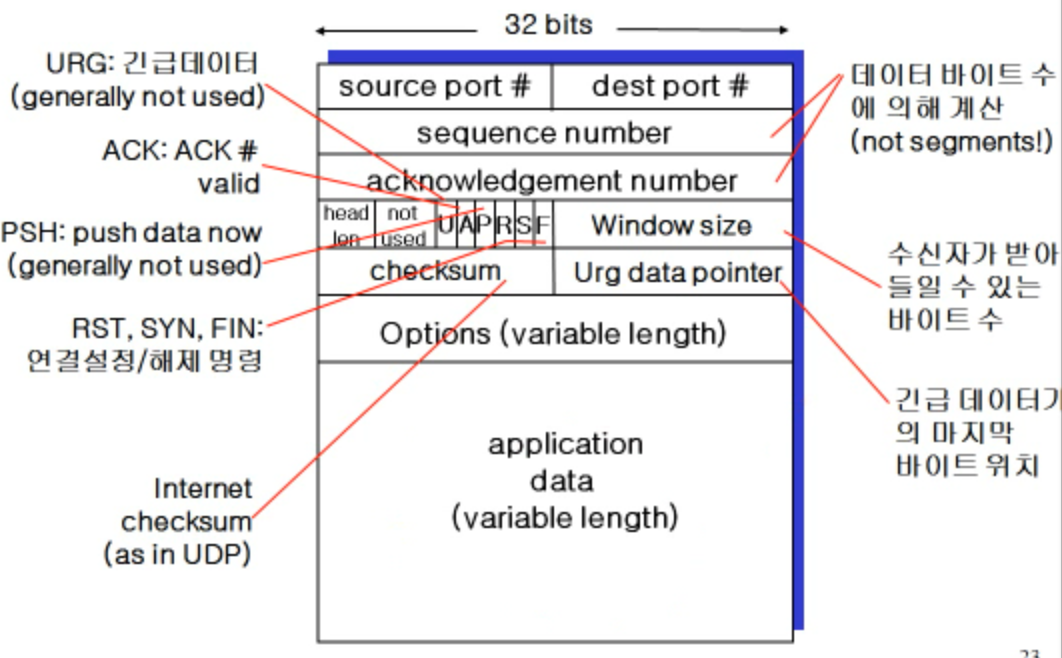 32 bits
URG: 긴급데이터
(generally not used)
ACK: ACK #
valid
PSH: push data now
(generally not used)
RST, SYN, FIN:
연결설정/해제 명령
Internet
checksum
(as in UDP)
source port # dest port #
sequence number
acknowledgement number
head
len
not
used
U A P R S F
Window size
checksum
Urg data pointer
Options (variable length)
application
data
(variable length)
데이터 바이트 수
에 의해 계산
(not segments!)
수신자가 받아
들일 수 있는
바이트 수
긴급 데이터가
의 마지막
바이트 위치
23